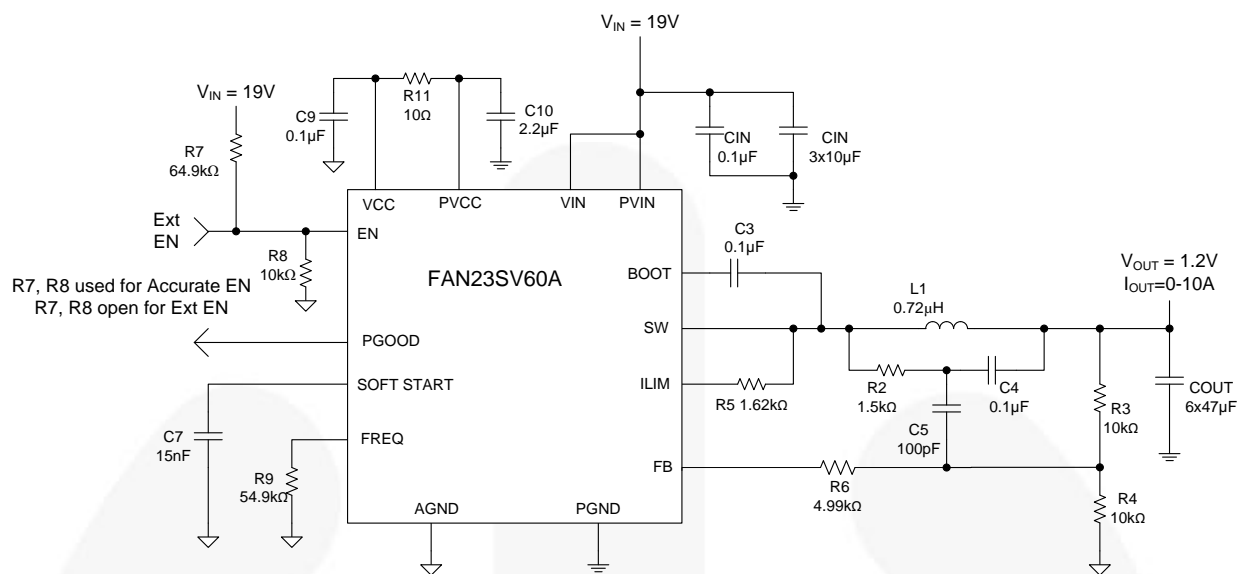 V_IN = 19V
V_IN = 19V
R11
10Ω
C9
0.1µF
C10
2.2µF
CIN
0.1µF
CIN
3x10µF
R7
64.9kΩ
VCC
PVCC
VIN
PVIN
Ext
EN
EN
R8
10kΩ
R7, R8 used for Accurate EN
R7, R8 open for Ext EN
FAN23SV60A
BOOT
C3
0.1µF
V_OUT = 1.2V
I_OUT=0-10A
L1
0.72µH
SW
PGOOD
SOFT START
ILIM
R5 1.62kΩ
R2
1.5kΩ
C4
0.1µF
C5
100pF
R3
10kΩ
COUT
6x47µF
C7
15nF
FREQ
R9
54.9kΩ
FB
R6
4.99kΩ
R4
10kΩ
AGND
PGND